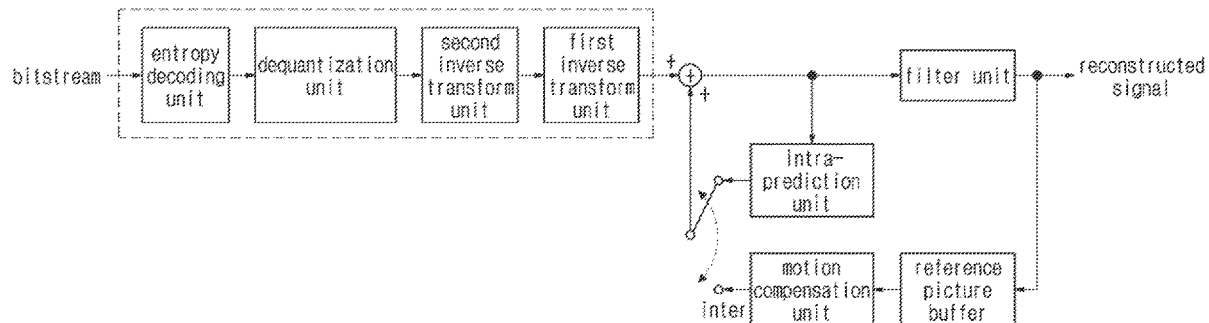 bitstream
entropy
decoding
unit
dequantization
unit
second
inverse
transform
unit
first
inverse
transform
unit
+
+
+
filter unit
reconstructed
signal
intra-
prediction
unit
inter
motion
compensation
unit
reference
picture
buffer